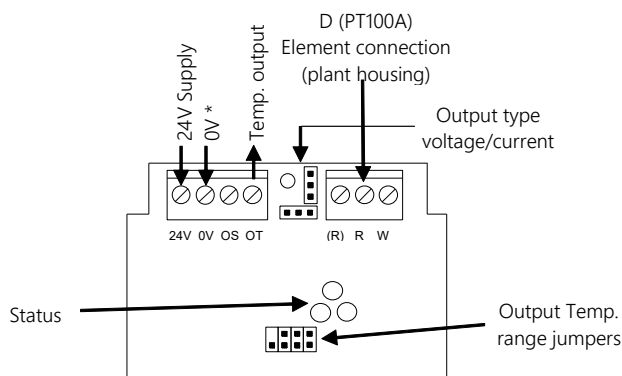 D (PT100A)
Element connection
(plant housing)
24V Supply
0V *
Temp. output
Output type
voltage/current
24V 0V OS OT
(R) R W
Status
Output Temp.
range jumpers